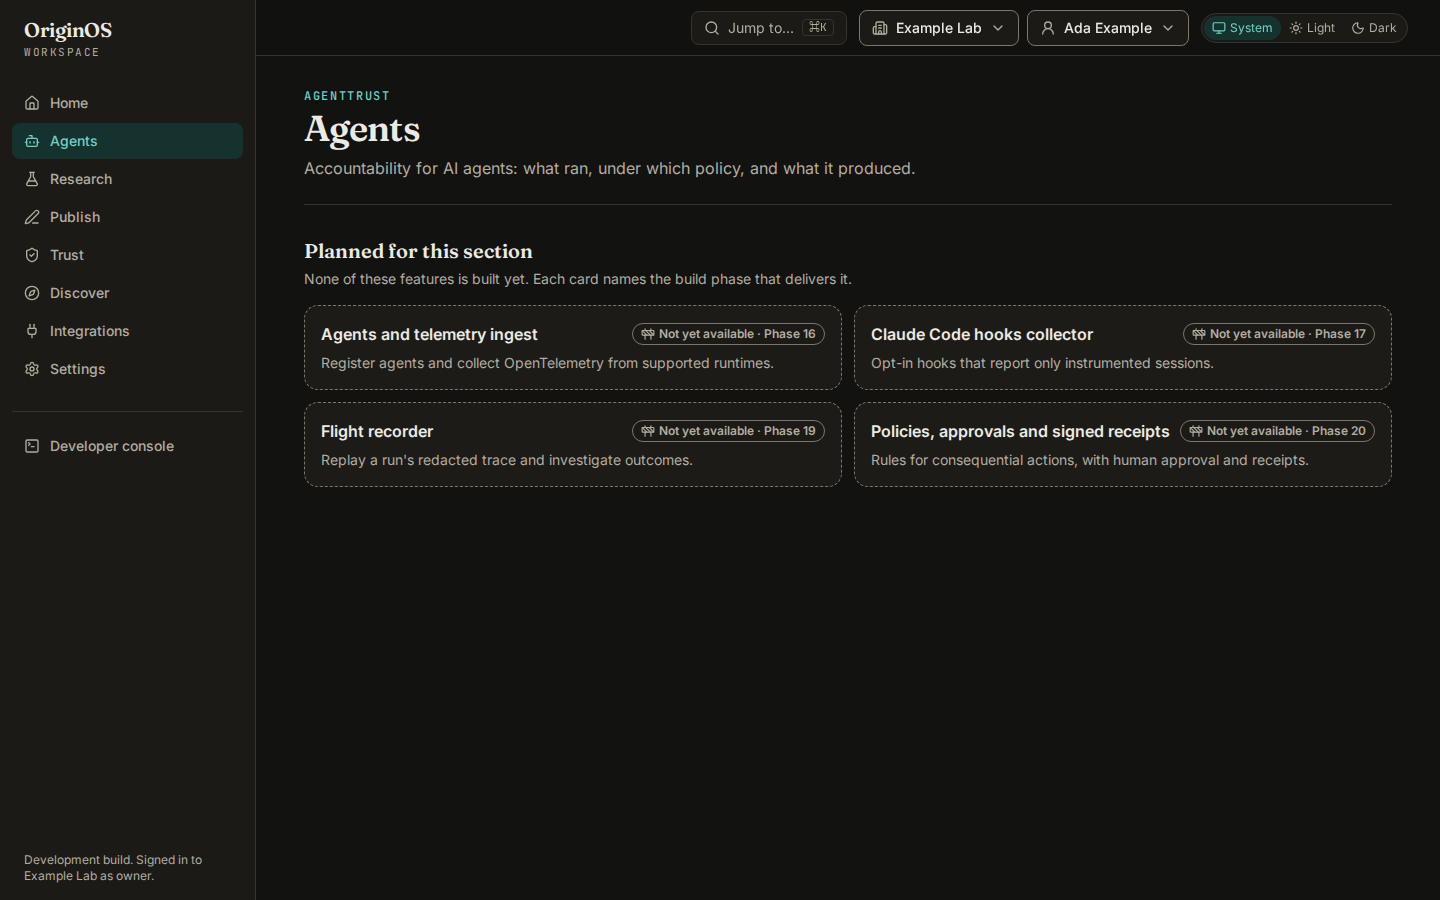 OriginOS
WORKSPACE
Home
Agents
Research
Publish
Trust
Discover
Integrations
Settings
Developer console
Development build. Signed in to
Example Lab as owner.
Jump to... ⌘K
Example Lab
Ada Example
System
Light
Dark
AGENTTRUST
Agents
Accountability for AI agents: what ran, under which policy, and what it produced.
Planned for this section
None of these features is built yet. Each card names the build phase that delivers it.
Agents and telemetry ingest
Not yet available · Phase 16
Register agents and collect OpenTelemetry from supported runtimes.
Claude Code hooks collector
Not yet available · Phase 17
Opt-in hooks that report only instrumented sessions.
Flight recorder
Not yet available · Phase 19
Replay a run's redacted trace and investigate outcomes.
Policies, approvals and signed receipts
Not yet available · Phase 20
Rules for consequential actions, with human approval and receipts.